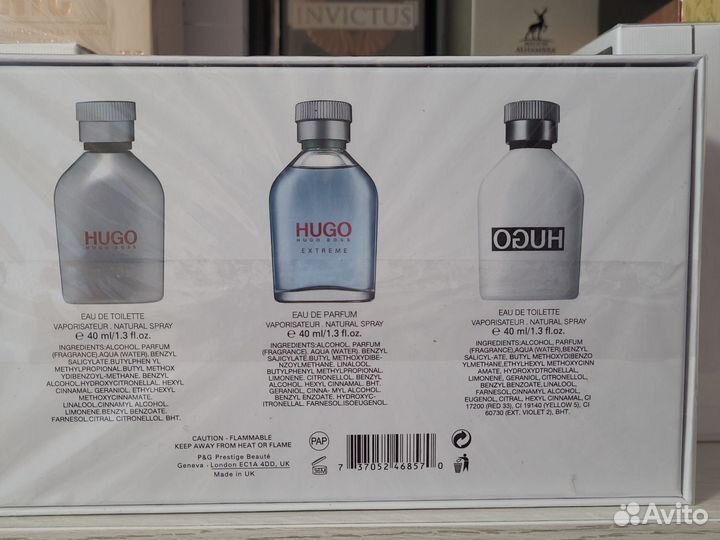 INVICTUS
HUGO
HUGO BOSS
EAU DE TOILETTE
VAPORISATEUR . NATURAL SPRAY
℮ 40 ml/1.3 fl.oz.
INGREDIENTS:ALCOHOL. PARFUM
(FRAGRANCE).AQUA (WATER). BENZYL
SALICYLATE.BUTYLPHEN YL
METHYLPROPIONAL.BUTYL METHOX
YDIBENZYL-METHANE. BENZYL
ALCOHOL.HYDROXYCITRONELLAL. HEXYL
CINNAMAL. GERANIOL.ETHYLHEXYL
METHOXYCINNAMATE.
LINALOOL.CINNAMYL ALCOHOL.
LIMONENE.BENZYL BENZOATE.
FARNESOL.CITRAL. CITRONELLOL. BHT.
HUGO
HUGO BOSS
EXTREME
EAU DE PARFUM
VAPORISATEUR . NATURAL SPRAY
℮ 40 ml/1.3 fl.oz.
INGREDIENTS:ALCOHOL. PARFUM
(FRAGRANCE). AQUA (WATER). BENZYL
SALICYLATE.BUTYL METHOXYDIBE-
NZOYLMETHANE. LINALOOL.
BUTYLPHENYL METHYLPROPIONAL.
LIMONENE. CITRONELLOL BENZYL
ALCOHOL. HEXYL CINNAMAL. BHT.
GERANIOL. CINNA- MYL ALCOHOL.
BENZYL ENZOATE. HYDROXYC-
ITRONELLAL. FARNESOL.ISOEUGENOL.
HUGO
EAU DE TOILETTE
VAPORISATEUR . NATURAL SPRAY
℮ 40 ml/1.3 fl.oz.
INGREDIENTS:ALCOHOL. PARFUM
(FRAGRANCE),AQUA (WATER),BENZYL
SALICYL-ATE. BUTYL METHOXYDIBENZO
YLMETHANE,ETHYLHEXYL METHOXYCINN
AMATE, HYDROXYDTRONELLAL,
LIMONENE, GERANIOL, CITRONELLOL,
BENZYL BENZOATE, LINALOOL,
FARNESOL, CINNAMYL ALCOHOL
EUGENOL, CITRAL, HEXYL CINNAMAL, CI
17200 (RED 33), CI 19140 (YELLOW 5), CI
60730 (EXT. VIOLET 2), BHT.
CAUTION - FLAMMABLE
KEEP AWAY FROM HEAT OR FLAME
P&G Prestige Beauté
Geneva - London EC1A 4DD, UK
Made in UK
PAP
7 37052 46857 0
Avito